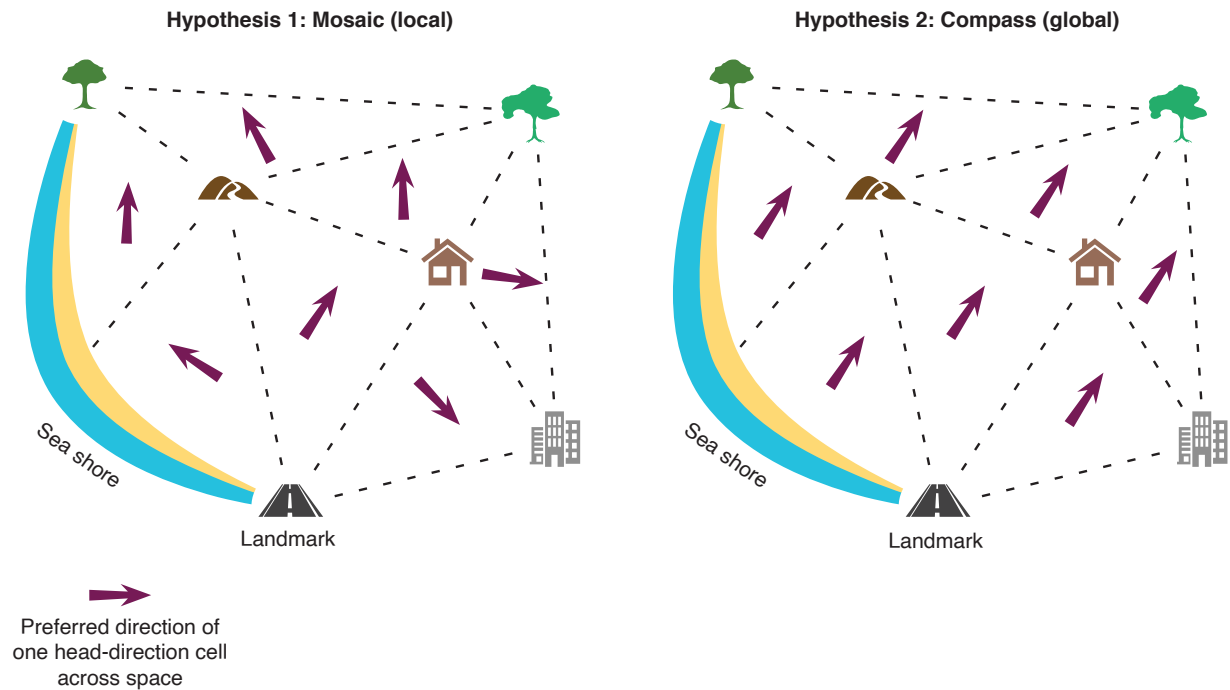 Hypothesis 1: Mosaic (local)
Sea shore
Landmark
Preferred direction of
one head-direction cell
across space
Hypothesis 2: Compass (global)
Sea shore
Landmark